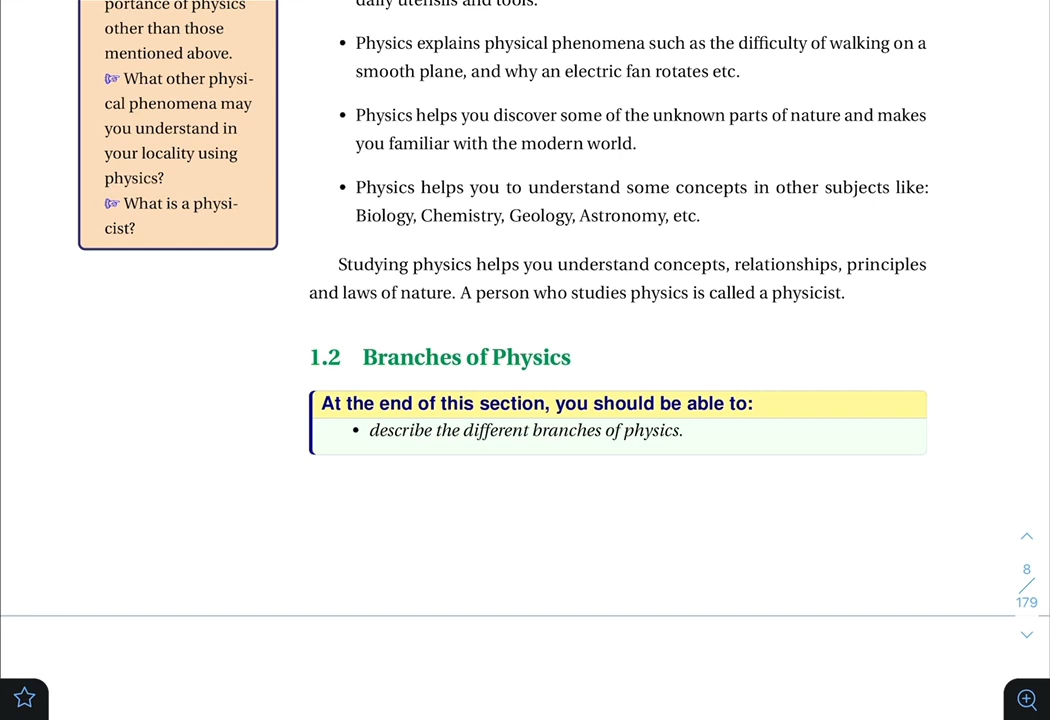 portance of physics
other than those
mentioned above.
What other physi-
cal phenomena may
you understand in
your locality using
physics?
What is a physi-
cist?
daily utensils and tools.
• Physics explains physical phenomena such as the difficulty of walking on a
smooth plane, and why an electric fan rotates etc.
• Physics helps you discover some of the unknown parts of nature and makes
you familiar with the modern world.
• Physics helps you to understand some concepts in other subjects like:
Biology, Chemistry, Geology, Astronomy, etc.
Studying physics helps you understand concepts, relationships, principles
and laws of nature. A person who studies physics is called a physicist.
1.2 Branches of Physics
At the end of this section, you should be able to:
• describe the different branches of physics.
8
/
179